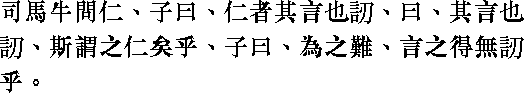 司馬牛問仁、子曰、仁者其言也訒、曰、其言也
訒、斯謂之仁矣乎、子曰、為之難、言之得無訒
乎。